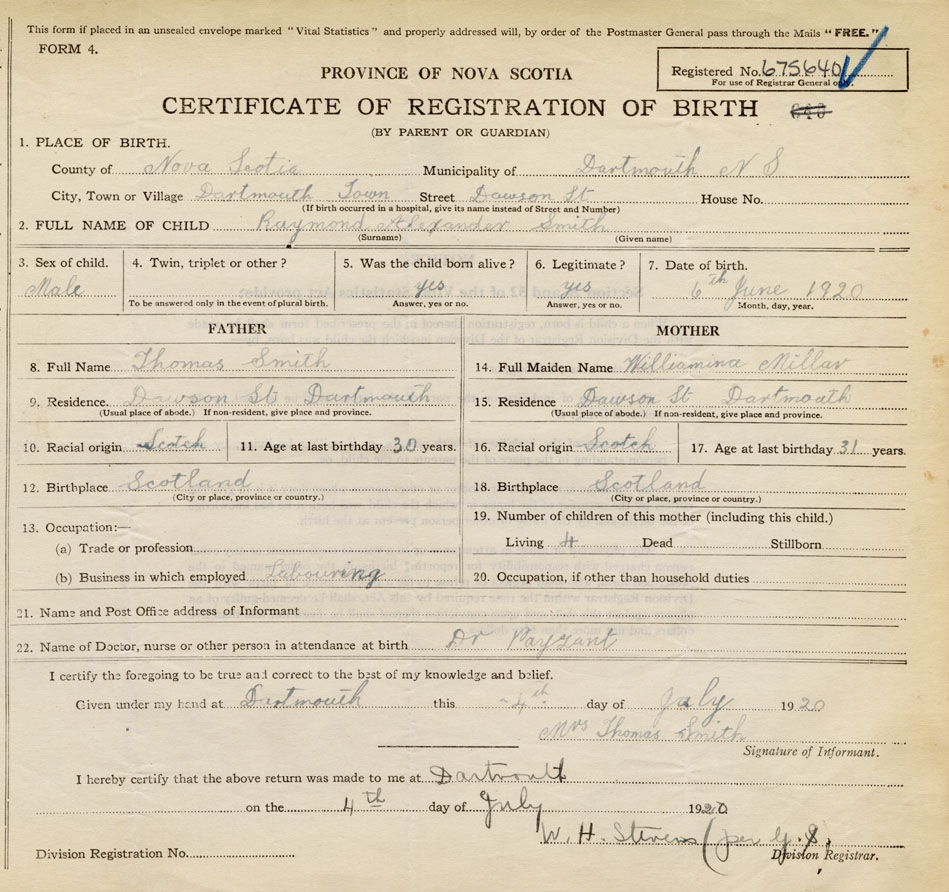 This form if placed in an unsealed envelope marked "Vital Statistics" and properly addressed will, by order of the Postmaster General pass through the Mails "FREE."
FORM 4.
Registered No. 675640
For use of Registrar General only.
PROVINCE OF NOVA SCOTIA
CERTIFICATE OF REGISTRATION OF BIRTH 640
(BY PARENT OR GUARDIAN)
1. PLACE OF BIRTH.
County of Nova Scotia Municipality of Dartmouth N S
City, Town or Village Dartmouth Town Street Dawson St House No.
(If birth occurred in a hospital, give its name instead of Street and Number)
2. FULL NAME OF CHILD Raymond Alexander Smith
(Surname) (Given name)
3. Sex of child. 4. Twin, triplet or other? 5. Was the child born alive? 6. Legitimate? 7. Date of birth.
Male yes yes 6th June 1920
To be answered only in the event of plural birth. Answer, yes or no. Answer, yes or no. Month, day, year.
FATHER MOTHER
8. Full Name Thomas Smith 14. Full Maiden Name Williamina Millar
9. Residence. Dawson St Dartmouth 15. Residence Dawson St Dartmouth
(Usual place of abode.) If non-resident, give place and province. (Usual place of abode.) If non-resident, give place and province.
10. Racial origin Scotch 11. Age at last birthday 30 years. 16. Racial origin Scotch 17. Age at last birthday 31 years.
12. Birthplace Scotland 18. Birthplace Scotland
(City or place, province or country.) (City or place, province or country.)
13. Occupation:— 19. Number of children of this mother (including this child.)
(a) Trade or profession Living 4 Dead Stillborn
(b) Business in which employed Labouring 20. Occupation, if other than household duties
21. Name and Post Office address of Informant
22. Name of Doctor, nurse or other person in attendance at birth Dr Payzant
I certify the foregoing to be true and correct to the best of my knowledge and belief.
Given under my hand at Dartmouth this 4th day of July 1920
Mrs Thomas Smith
Signature of Informant.
I hereby certify that the above return was made to me at Dartmouth
on the 4th day of July 1920
W. H. Stevens (per G. S.
Division Registration No. Division Registrar.